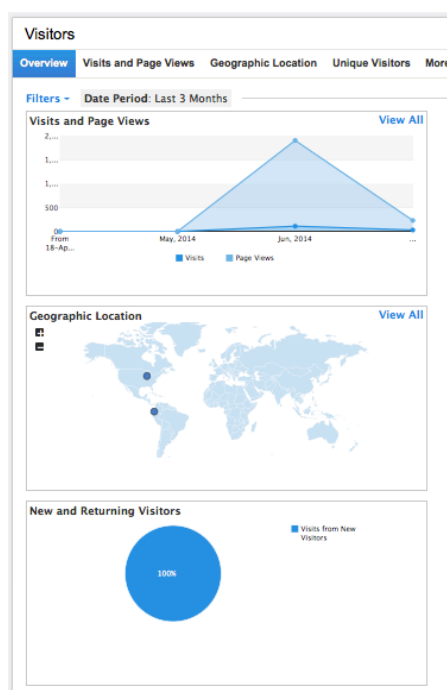 Visitors
Overview Visits and Page Views Geographic Location Unique Visitors More
Filters Date Period: Last 3 Months
Visits and Page Views View All
2,...
1,...
1,...
500
0
From
18-Ap...
May, 2014
Jun, 2014
...
Visits Page Views
Geographic Location View All
New and Returning Visitors
Visits from New
Visitors
100%